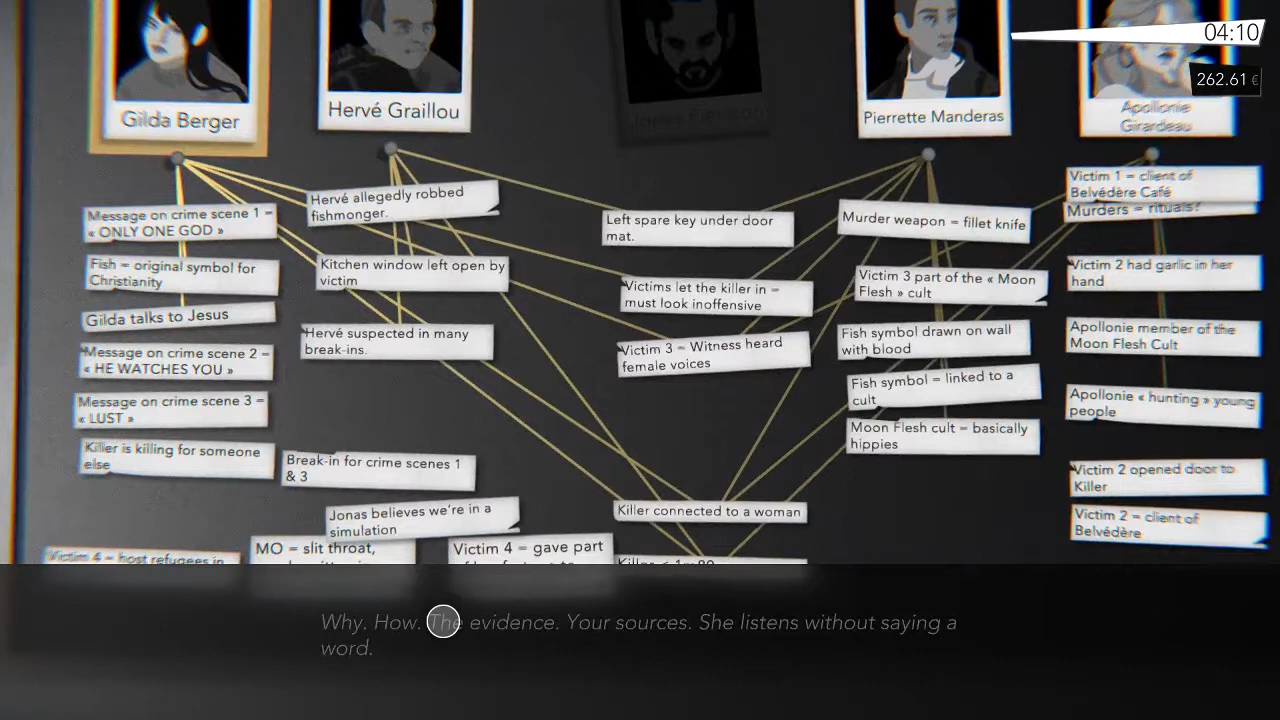 04:10
262.61 €
Gilda Berger
Hervé Graillou
Pierrette Manderas
Apollonie
Girardeau
Message on crime scene 1 =
« ONLY ONE GOD »
Fish = original symbol for
Christianity
Gilda talks to Jesus
Message on crime scene 2 =
« HE WATCHES YOU »
Message on crime scene 3 =
« LUST »
Killer is killing for someone
else
Hervé allegedly robbed
fishmonger.
Kitchen window left open by
victim
Hervé suspected in many
break-ins.
Break-in for crime scenes 1
& 3
Jonas believes we're in a
simulation
Left spare key under door
mat.
Victims let the killer in =
must look inoffensive
Victim 3 = Witness heard
female voices
Killer connected to a woman
Murder weapon = fillet knife
Victim 3 part of the « Moon
Flesh » cult
Fish symbol drawn on wall
with blood
Fish symbol = linked to a
cult
Moon Flesh cult = basically
hippies
Victim 1 = client of
Belvédère Café
Murders = rituals?
Victim 2 had garlic in her
hand
Apollonie member of the
Moon Flesh Cult
Apollonie « hunting » young
people
Victim 2 opened door to
Killer
Victim 2 = client of
Belvédère
Victim 4 = host refugees in
MO = slit throat,
Victim 4 = gave part
Why. How. The evidence. Your sources. She listens without saying a
word.